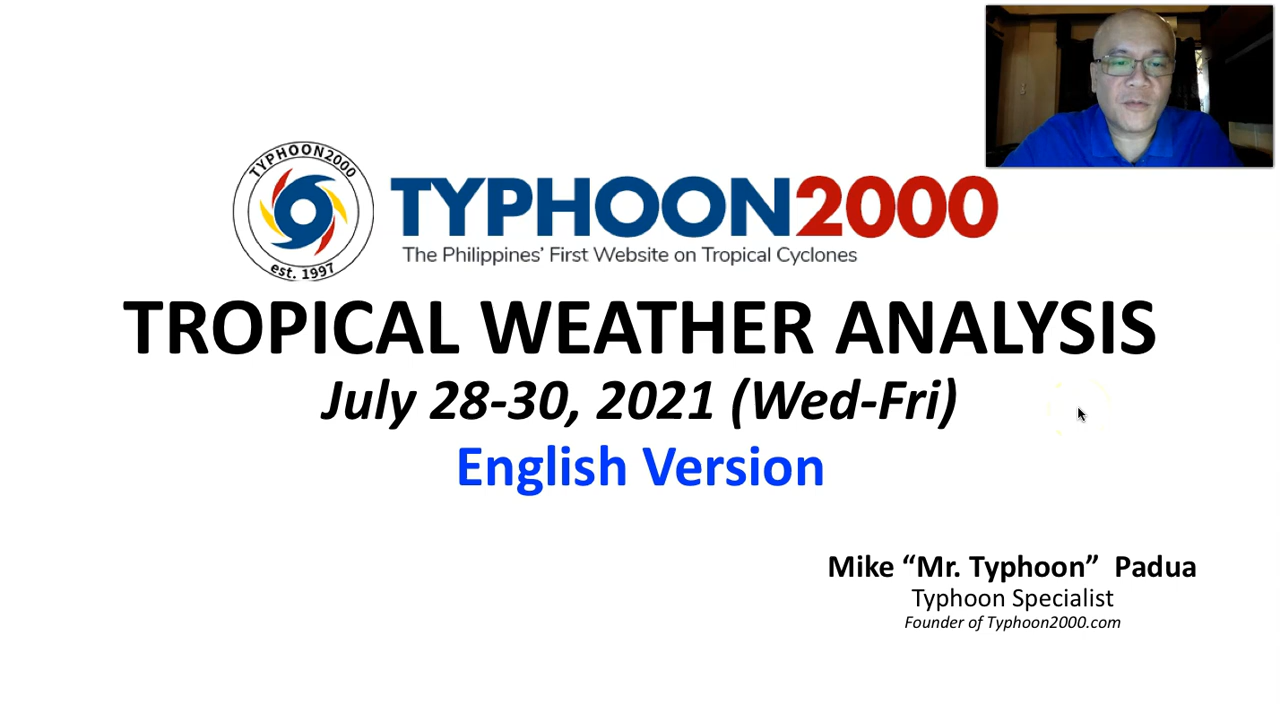 TYPHOON2000
est. 1997
TYPHOON2000
The Philippines' First Website on Tropical Cyclones
TROPICAL WEATHER ANALYSIS
July 28-30, 2021 (Wed-Fri)
English Version
Mike “Mr. Typhoon”  Padua
Typhoon Specialist
Founder of Typhoon2000.com